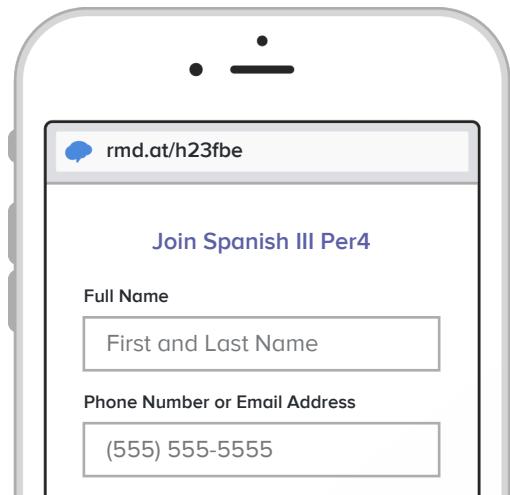 rmd.at/h23fbe
Join Spanish III Per4
Full Name
First and Last Name
Phone Number or Email Address
(555) 555-5555